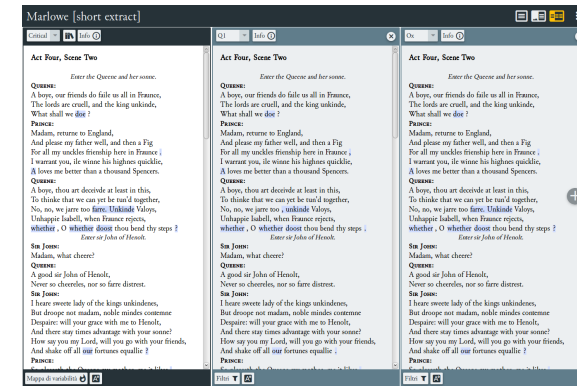 Marlowe [short extract]
Critical Info
Act Four, Scene Two
Enter the Queene and her sonne.
Queene:
A boye, our friends do faile us all in Fraunce,
The lords are cruell, and the king unkinde,
What shall we doe ?
Prince:
Madam, returne to England,
And please my father well, and then a Fig
For all my unckles frienship here in Fraunce .
I warrant you, ile winne his highnes quicklie,
A loves me better than a thousand Spencers.
Queene:
A boye, thou art deceivde at least in this,
To thinke that we can yet be tun'd together,
No, no, we jarre too farre. Unkinde Valoys,
Unhappie Isabell, when Fraunce rejects,
whether , O whether doost thou bend thy steps ?
Enter sir John of Henolt.
Sir John:
Madam, what cheere?
Queene:
A good sir John of Henolt,
Never so cheereles, nor so farre distrest.
Sir John:
I heare sweete lady of the kings unkindenes,
But droope not madam, noble mindes contemne
Despaire: will your grace with me to Henolt,
And there stay times advantage with your sonne?
How say you my Lord, will you go with your friends,
And shake off all our fortunes equallie ?
Prince:
Mappa di variabilità
Q1 Info
Act Four, Scene Two
Enter the Queene and her sonne.
Queene:
A boye, our friends do faile us all in Fraunce,
The lords are cruell, and the king unkinde,
What shall we doe ?
Prince:
Madam, returne to England,
And please my father well, and then a Fig
For all my unckles frienship here in Fraunce .
I warrant you, ile winne his highnes quicklie,
A loves me better than a thousand Spencers.
Queene:
A boye, thou art deceivde at least in this,
To thinke that we can yet be tun'd together,
No, no, we jarre too , unkinde Valoys,
Unhappie Isabell, when Fraunce rejects,
whether , O whether doost thou bend thy steps .
Enter sir John of Henolt.
Sir John:
Madam, what cheere?
Queene:
A good sir John of Henolt,
Never so cheereles, nor so farre distrest.
Sir John:
I heare sweete lady of the kings unkindenes,
But droope not madam, noble mindes contemne
Despaire: will your grace with me to Henolt,
And there stay times advantage with your sonne?
How say you my Lord, will you go with your friends,
And shake off all our fortunes equallie .
Prince:
Filtri
Ox Info
Act Four, Scene Two
Enter the Queene and her sonne.
Queene:
A boye, our friends do faile us all in Fraunce,
The lords are cruell, and the king unkinde,
What shall we doe ?
Prince:
Madam, returne to England,
And please my father well, and then a Fig
For all my unckles frienship here in Fraunce .
I warrant you, ile winne his highnes quicklie,
A loves me better than a thousand Spencers.
Queene:
A boye, thou art deceivde at least in this,
To thinke that we can yet be tun'd together,
No, no, we jarre too farre. Unkinde Valoys,
Unhappie Isabell, when Fraunce rejects,
whether , O whether doost thou bend thy steps ?
Enter sir John of Henolt.
Sir John:
Madam, what cheere?
Queene:
A good sir John of Henolt,
Never so cheereles, nor so farre distrest.
Sir John:
I heare sweete lady of the kings unkindenes,
But droope not madam, noble mindes contemne
Despaire: will your grace with me to Henolt,
And there stay times advantage with your sonne?
How say you my Lord, will you go with your friends,
And shake off all our fortunes equallie ?
Prince:
Filtri